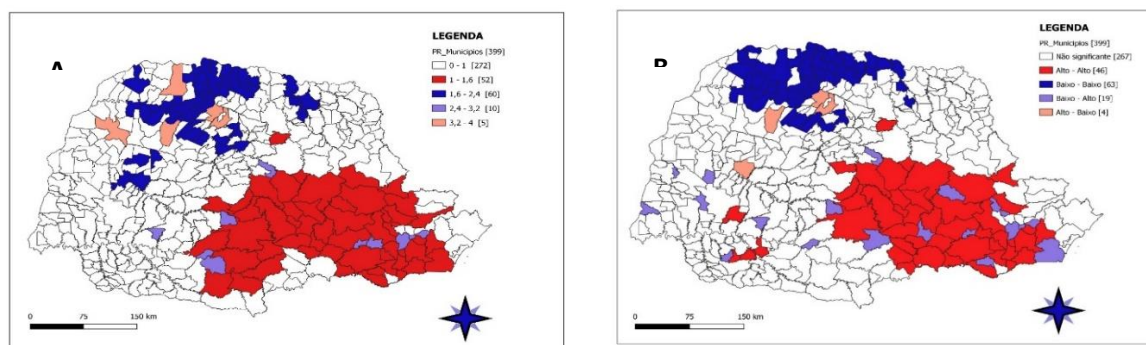 A
LEGENDA
PR_Municipios [399]
0 - 1 [272]
1 - 1,6 [52]
1,6 - 2,4 [60]
2,4 - 3,2 [10]
3,2 - 4 [5]
0 75 150 km
B
LEGENDA
PR_Municipios [399]
Não significante [267]
Alto - Alto [46]
Baixo - Baixo [63]
Baixo - Alto [19]
Alto - Baixo [4]
0 75 150 km